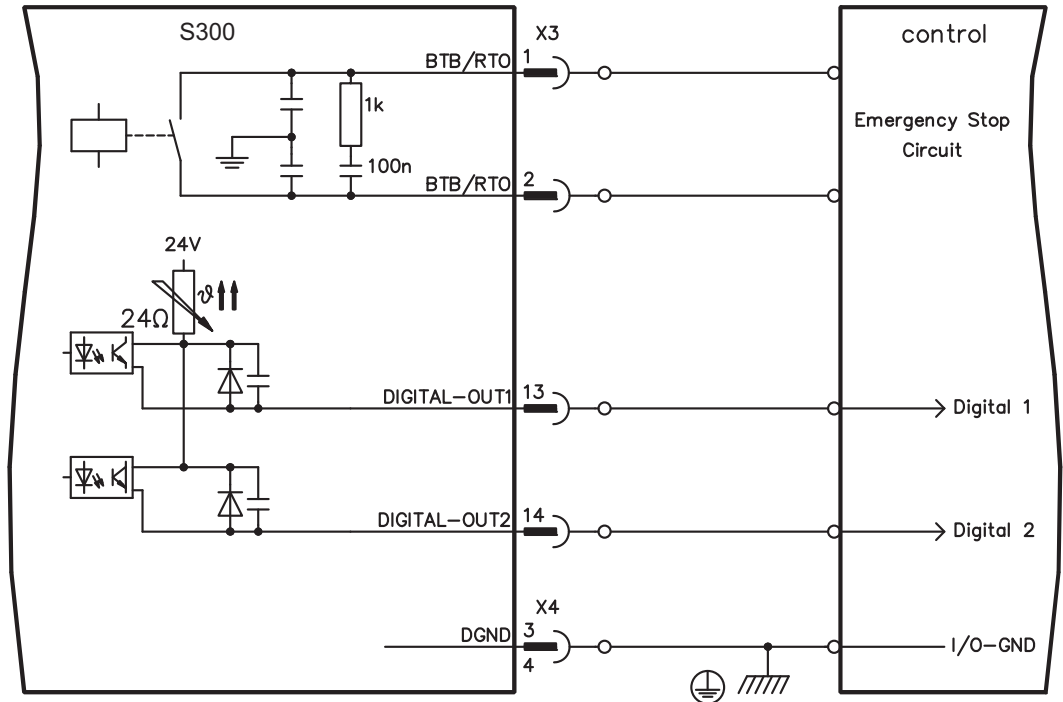 S300
X3
control
BTB/RTO
1
1k
Emergency Stop
Circuit
100n
BTB/RTO
2
24V
ϑ
24Ω
DIGITAL-OUT1
13
Digital 1
DIGITAL-OUT2
14
Digital 2
X4
DGND
3
4
I/O-GND